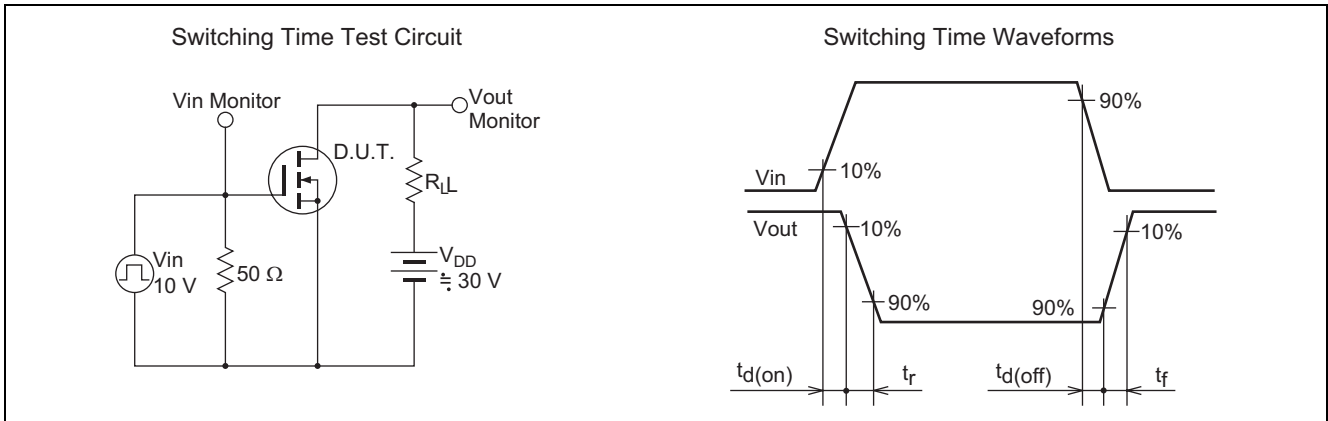 Switching Time Test Circuit
Vin Monitor
Vout
Monitor
D.U.T.
RLL
Vin
10 V
50 Ω
VDD
≒ 30 V
Switching Time Waveforms
Vin
10%
90%
Vout
10%
90%
90%
10%
td(on)
tr
td(off)
tf